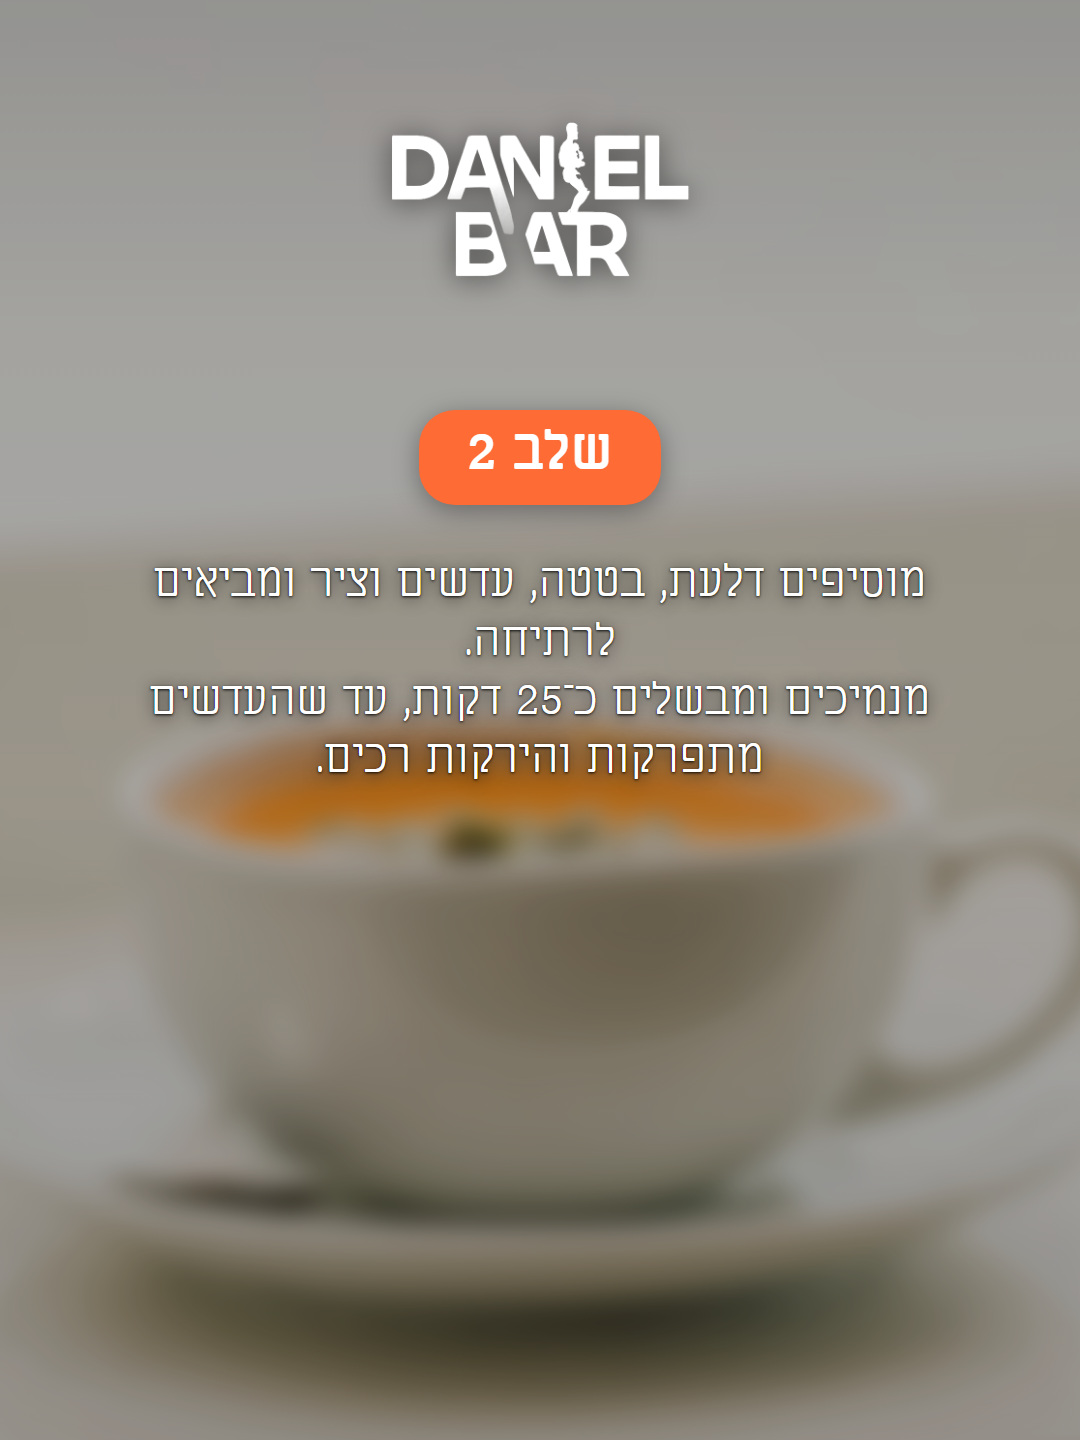 DANIEL
BAR
שלב 2
מוסיפים דלעת, בטטה, עדשים וציר ומביאים
לרתיחה.
מנמיכים ומבשלים כ־25 דקות, עד שהעדשים
מתפרקות והירקות רכים.